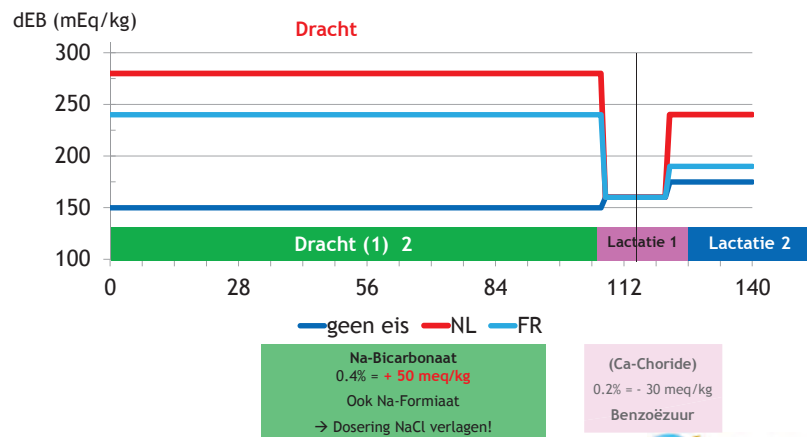 dEB (mEq/kg)
Dracht
300
250
200
150
100
Dracht (1) 2
Lactatie 1
Lactatie 2
0 28 56 84 112 140
geen eis NL FR
Na-Bicarbonaat
0.4% = + 50 meq/kg
Ook Na-Formiaat
→ Dosering NaCl verlagen!
(Ca-Choride)
0.2% = - 30 meq/kg
Benzoëzuur